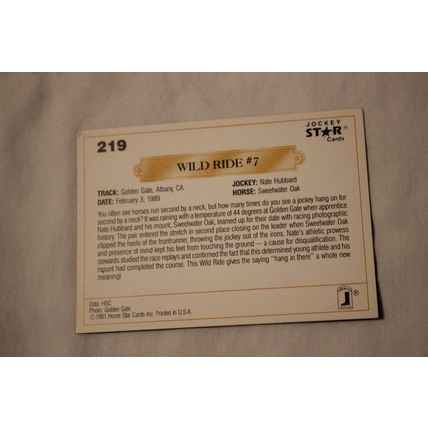 219
JOCKEY
STAR®
Cards
WILD RIDE #7
TRACK: Golden Gate, Albany, CA
JOCKEY: Nate Hubbard
DATE: February 3, 1989
HORSE: Sweetwater Oak
You often see horses run second by a neck, but how many times do you see a jockey hang on for
second by a neck? It was raining with a temperature of 44 degrees at Golden Gate when apprentice
Nate Hubbard and his mount, Sweetwater Oak, teamed up for their date with racing photographic
history. The pair entered the stretch in second place closing on the leader when Sweetwater Oak
clipped the heels of the frontrunner, throwing the jockey out of the irons. Nate's athletic prowess
and presence of mind kept his feet from touching the ground — a cause for disqualification. The
stewards studied the race replays and confirmed the fact that this determined young athlete and his
mount had completed the course. This Wild Ride gives the saying "hang in there" a whole new
meaning!
Data: HSC
Photo: Golden Gate
© 1991 Horse Star Cards Inc. Printed in U.S.A.
®